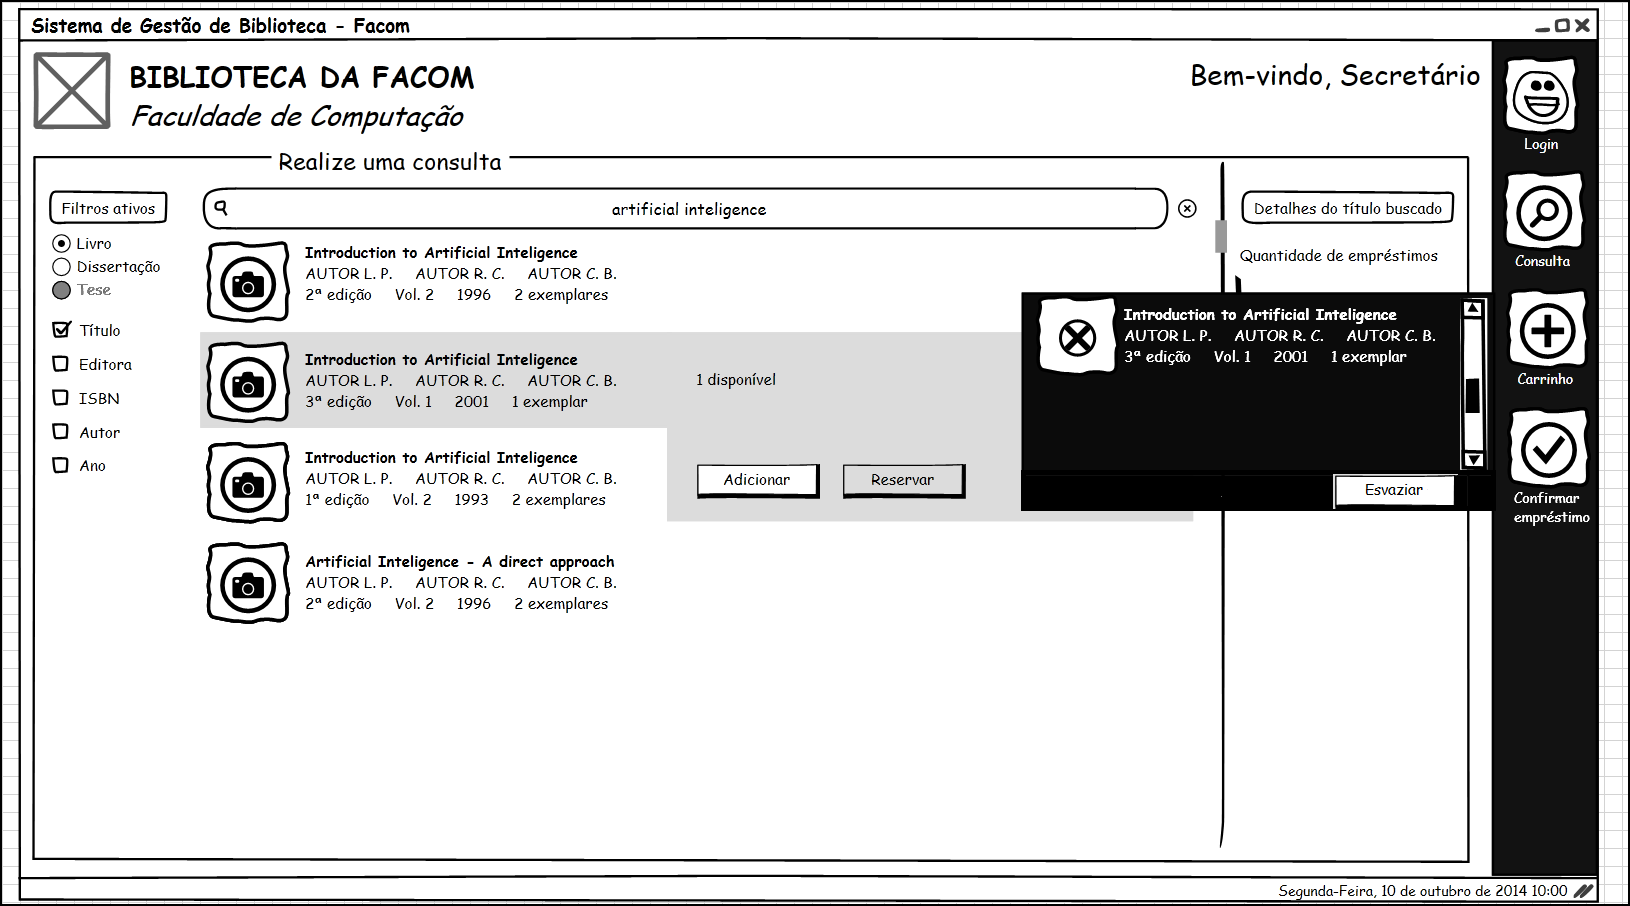 Sistema de Gestão de Biblioteca - Facom
BIBLIOTECA DA FACOM
Faculdade de Computação
Bem-vindo, Secretário
Realize uma consulta
Filtros ativos
Livro
Dissertação
Tese
Título
Editora
ISBN
Autor
Ano
artificial inteligence
Introduction to Artificial Inteligence
AUTOR L. P. AUTOR R. C. AUTOR C. B.
2ª edição Vol. 2 1996 2 exemplares
Introduction to Artificial Inteligence
AUTOR L. P. AUTOR R. C. AUTOR C. B.
3ª edição Vol. 1 2001 1 exemplar
1 disponível
Adicionar
Reservar
Introduction to Artificial Inteligence
AUTOR L. P. AUTOR R. C. AUTOR C. B.
1ª edição Vol. 2 1993 2 exemplares
Artificial Inteligence - A direct approach
AUTOR L. P. AUTOR R. C. AUTOR C. B.
2ª edição Vol. 2 1996 2 exemplares
Detalhes do título buscado
Quantidade de empréstimos
Introduction to Artificial Inteligence
AUTOR L. P. AUTOR R. C. AUTOR C. B.
3ª edição Vol. 1 2001 1 exemplar
Esvaziar
Login
Consulta
Carrinho
Confirmar
empréstimo
Segunda-Feira, 10 de outubro de 2014 10:00